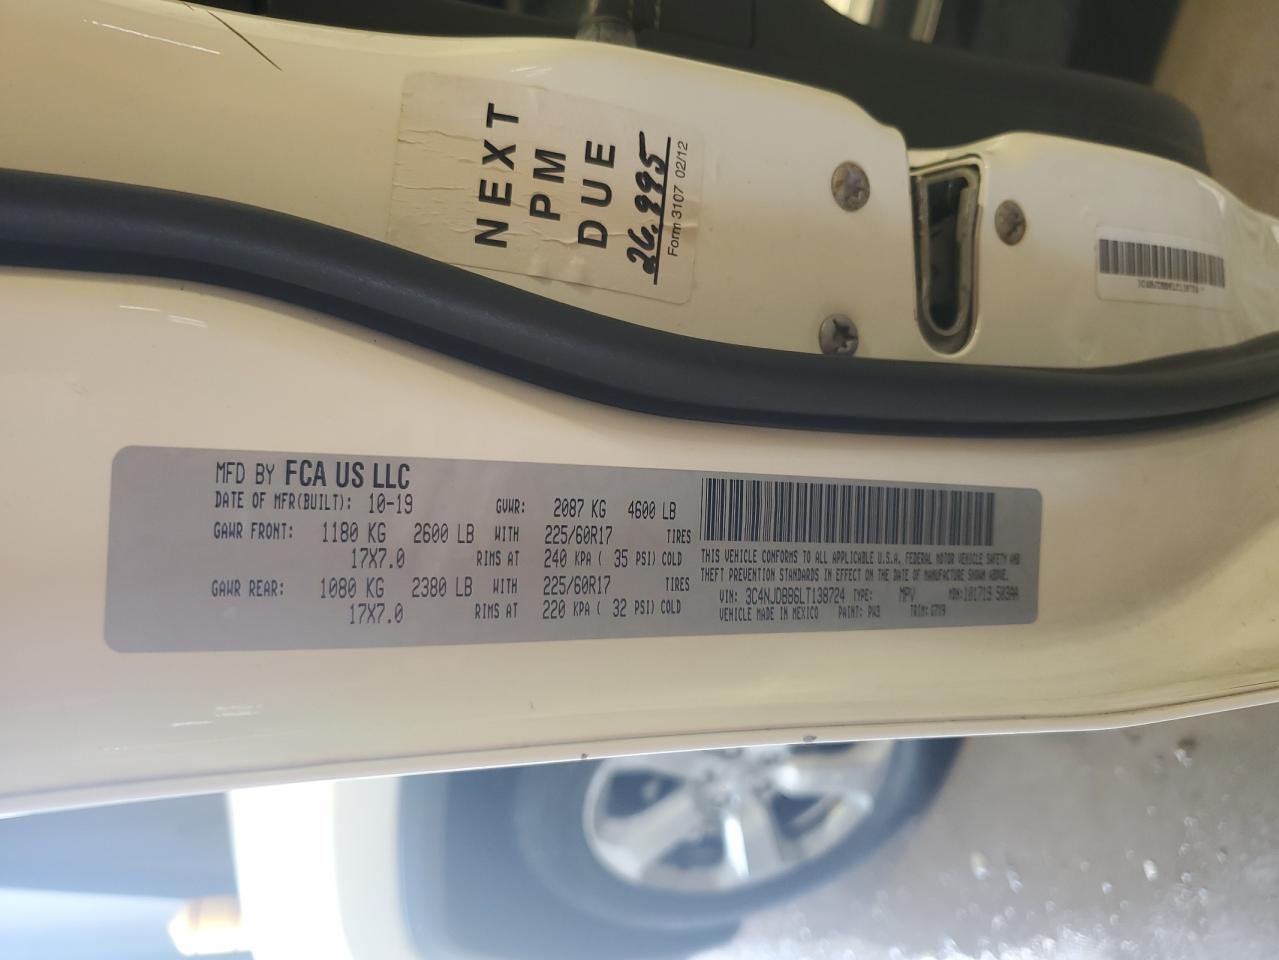 NEXT
PM
DUE
26,995
Form 3107 02/12
MFD BY FCA US LLC
DATE OF MFR(BUILT): 10-19 GVWR: 2087 KG 4600 LB
GAWR FRONT: 1180 KG 2600 LB WITH 225/60R17 TIRES
17X7.0 RIMS AT 240 KPA ( 35 PSI) COLD
GAWR REAR: 1080 KG 2380 LB WITH 225/60R17 TIRES
17X7.0 RIMS AT 220 KPA ( 32 PSI) COLD
THIS VEHICLE CONFORMS TO ALL APPLICABLE U.S.A. FEDERAL MOTOR VEHICLE SAFETY AND
THEFT PREVENTION STANDARDS IN EFFECT ON THE DATE OF MANUFACTURE SHOWN ABOVE.
VIN: 3C4NJDBB6LT138724 TYPE: MPV MDH: 101719 503AA
VEHICLE MADE IN MEXICO PAINT: PW3 TRIM: